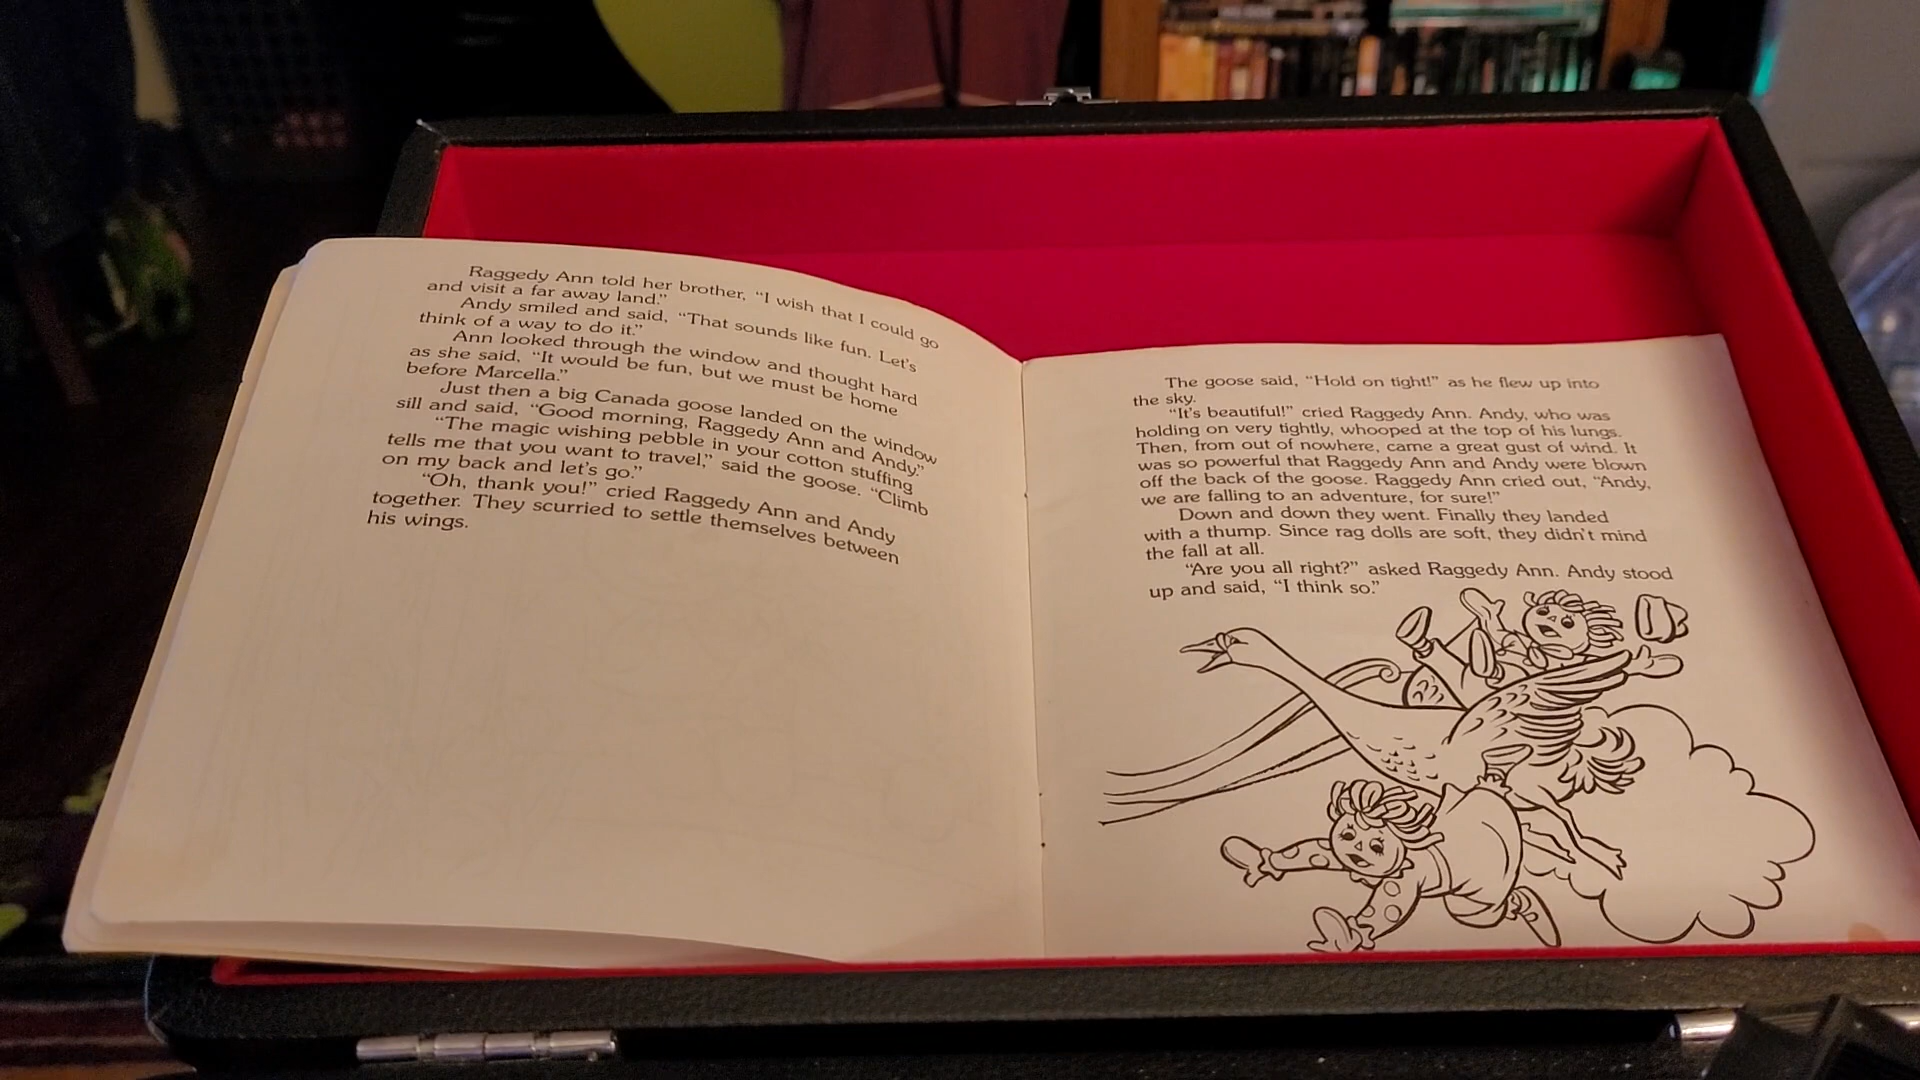 Raggedy Ann told her brother, “I wish that I could go
and visit a far away land.”
Andy smiled and said, “That sounds like fun. Let’s
think of a way to do it.”
Ann looked through the window and thought hard
as she said, “It would be fun, but we must be home
before Marcella.”
Just then a big Canada goose landed on the window
sill and said, “Good morning, Raggedy Ann and Andy.”
“The magic wishing pebble in your cotton stuffing
tells me that you want to travel,” said the goose. “Climb
on my back and let’s go.”
“Oh, thank you!” cried Raggedy Ann and Andy
together. They scurried to settle themselves between
his wings.
The goose said, “Hold on tight!” as he flew up into
the sky.
“It’s beautiful!” cried Raggedy Ann. Andy, who was
holding on very tightly, whooped at the top of his lungs.
Then, from out of nowhere, came a great gust of wind. It
was so powerful that Raggedy Ann and Andy were blown
off the back of the goose. Raggedy Ann cried out, “Andy,
we are falling to an adventure, for sure!”
Down and down they went. Finally they landed
with a thump. Since rag dolls are soft, they didn’t mind
the fall at all.
“Are you all right?” asked Raggedy Ann. Andy stood
up and said, “I think so.”